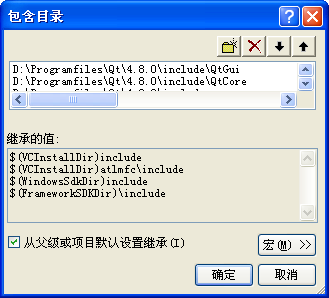 包含目录
D:\Programfiles\Qt\4.8.0\include\QtGui
D:\Programfiles\Qt\4.8.0\include\QtCore
继承的值:
$(VCInstallDir)include
$(VCInstallDir)atlmfc\include
$(WindowsSdkDir)include
$(FrameworkSDKDir)\include
从父级或项目默认设置继承(I)
宏(M) >>
确定
取消